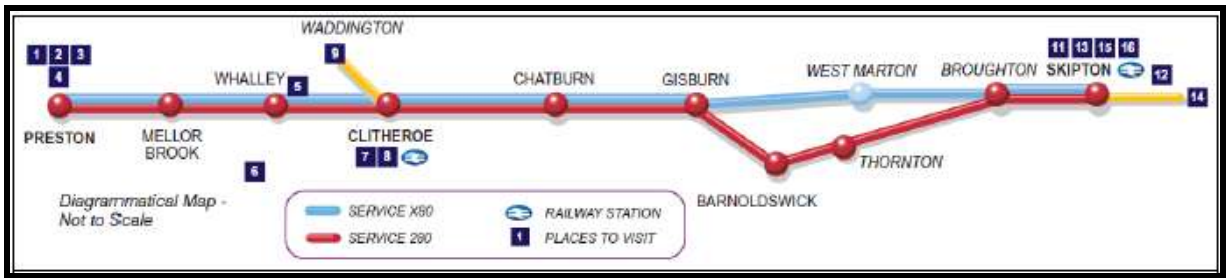 WADDINGTON
9
1 2 3
4
WHALLEY
5
CHATBURN
GISBURN
WEST MARTON
BROUGHTON
11 13 15 16
SKIPTON
12
14
PRESTON
MELLOR
BROOK
CLITHEROE
7 8
6
THORNTON
BARNOLDSWICK
Diagrammatical Map -
Not to Scale
SERVICE X80
RAILWAY STATION
SERVICE 280
1 PLACES TO VISIT